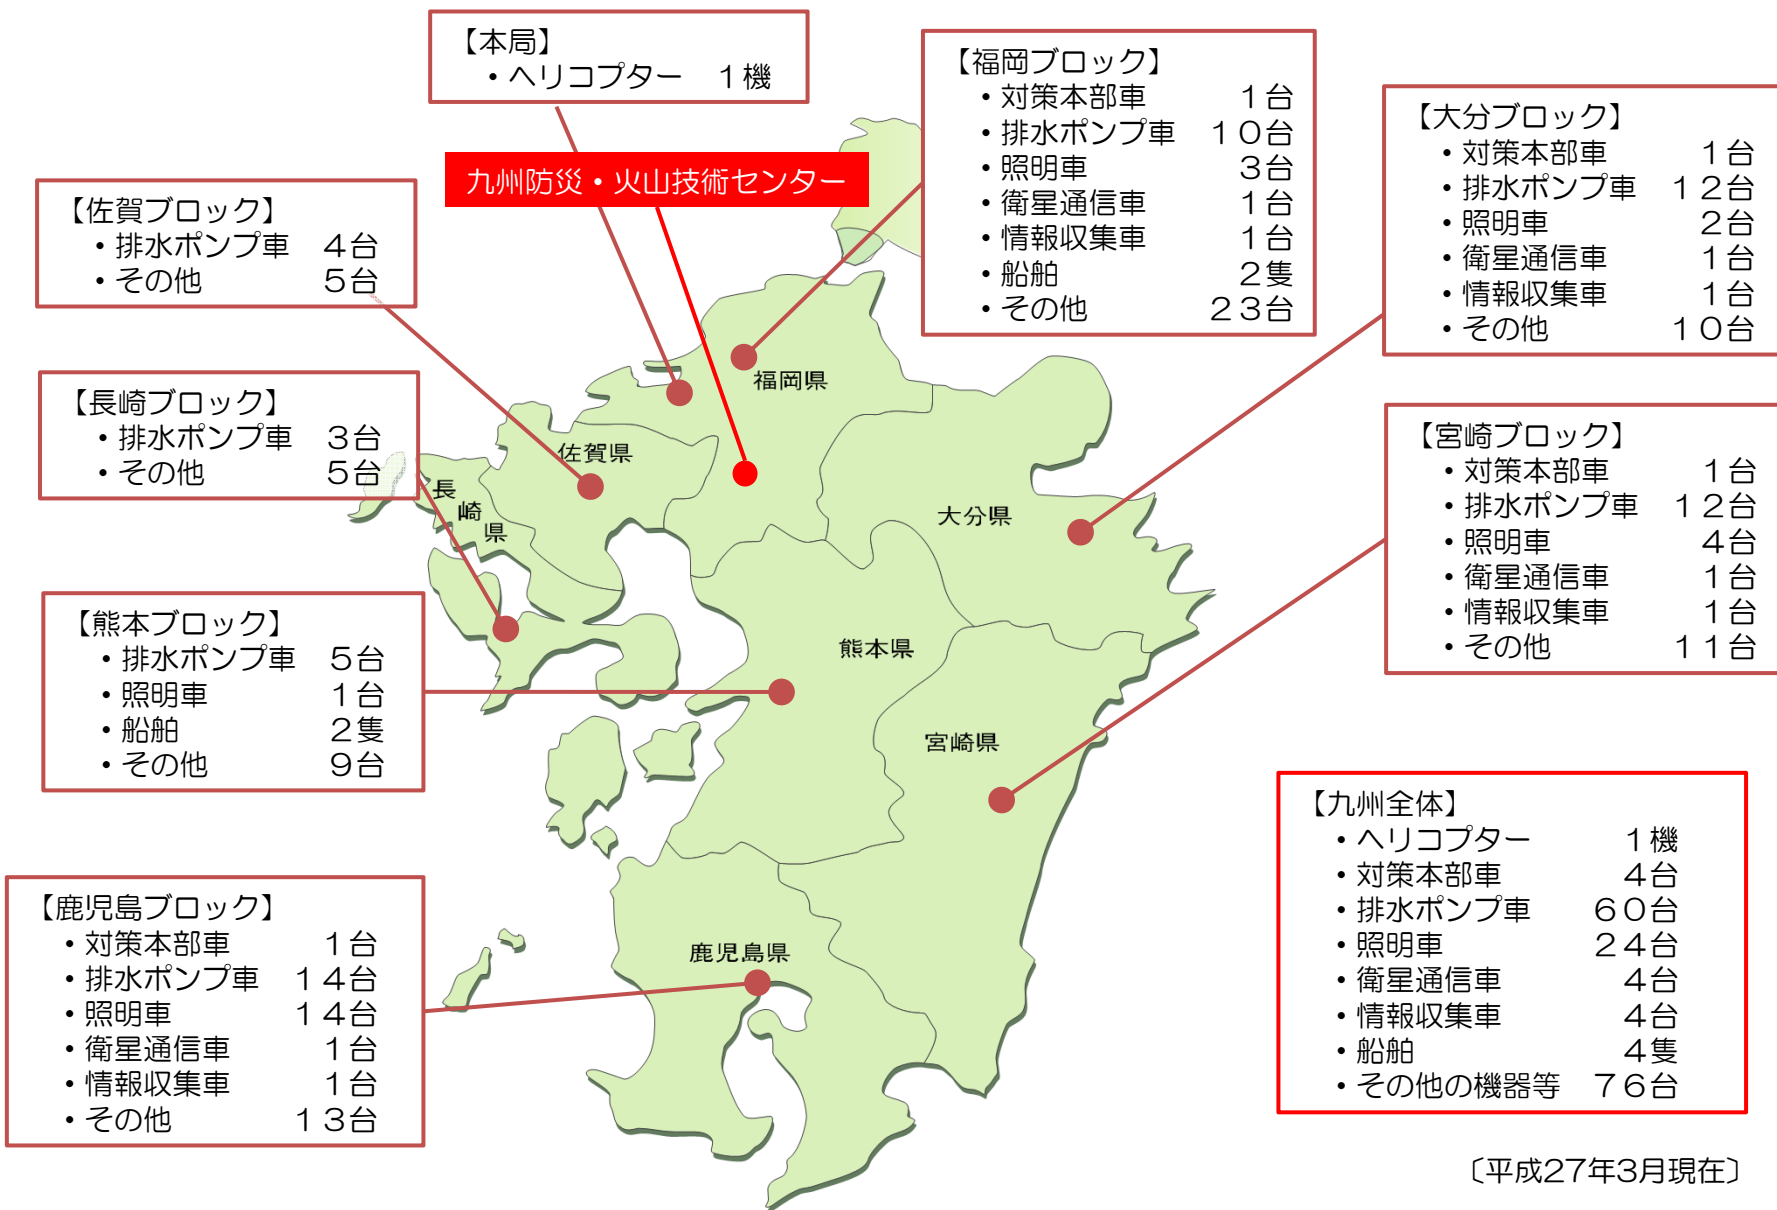 【本局】
・ヘリコプター　１機
【福岡ブロック】
・対策本部車　１台
・排水ポンプ車　１０台
・照明車　３台
・衛星通信車　１台
・情報収集車　１台
・船舶　２隻
・その他　２３台
【大分ブロック】
・対策本部車　１台
・排水ポンプ車　１２台
・照明車　２台
・衛星通信車　１台
・情報収集車　１台
・その他　１０台
九州防災・火山技術センター
【佐賀ブロック】
・排水ポンプ車　４台
・その他　５台
【長崎ブロック】
・排水ポンプ車　３台
・その他　５台
【宮崎ブロック】
・対策本部車　１台
・排水ポンプ車　１２台
・照明車　４台
・衛星通信車　１台
・情報収集車　１台
・その他　１１台
【熊本ブロック】
・排水ポンプ車　５台
・照明車　１台
・船舶　２隻
・その他　９台
福岡県
佐賀県
長崎県
大分県
熊本県
宮崎県
鹿児島県
【鹿児島ブロック】
・対策本部車　１台
・排水ポンプ車　１４台
・照明車　１４台
・衛星通信車　１台
・情報収集車　１台
・その他　１３台
【九州全体】
・ヘリコプター　１機
・対策本部車　４台
・排水ポンプ車　６０台
・照明車　２４台
・衛星通信車　４台
・情報収集車　４台
・船舶　４隻
・その他の機器等　７６台
〔平成27年3月現在〕